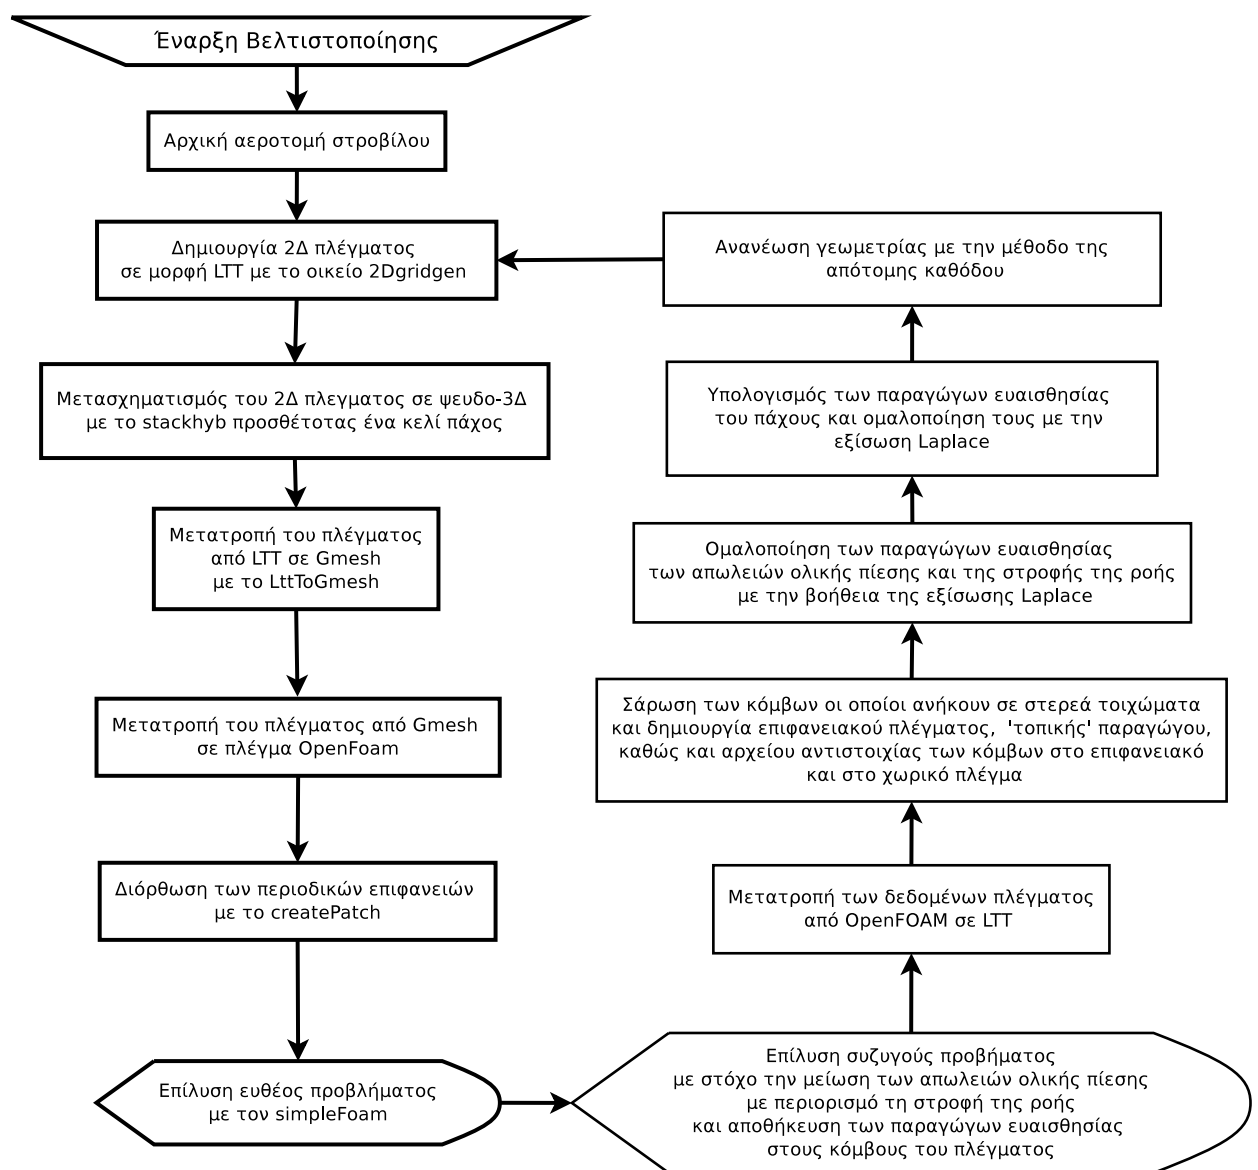 Έναρξη Βελτιστοποίησης
Αρχική αεροτομή στροβίλου
Δημιουργία 2Δ πλέγματος
σε μορφή LTT με το οικείο 2Dgridgen
Μετασχηματισμός του 2Δ πλεγματος σε ψευδο-3Δ
με το stackhyb προσθέτοτας ένα κελί πάχος
Μετατροπή του πλέγματος
από LTT σε Gmesh
με το LttToGmesh
Μετατροπή του πλέγματος από Gmesh
σε πλέγμα OpenFoam
Διόρθωση των περιοδικών επιφανειών
με το createPatch
Επίλυση ευθέος προβλήματος
με τον simpleFoam
Επίλυση συζυγούς προβήματος
με στόχο την μείωση των απωλειών ολικής πίεσης
με περιορισμό τη στροφή της ροής
και αποθήκευση των παραγώγων ευαισθησίας
στους κόμβους του πλέγματος
Μετατροπή των δεδομένων πλέγματος
από OpenFOAM σε LTT
Σάρωση των κόμβων οι οποίοι ανήκουν σε στερεά τοιχώματα
και δημιουργία επιφανειακού πλέγματος, 'τοπικής' παραγώγου,
καθώς και αρχείου αντιστοιχίας των κόμβων στο επιφανειακό
και στο χωρικό πλέγμα
Ομαλοποίηση των παραγώγων ευαισθησίας
των απωλειών ολικής πίεσης και της στροφής της ροής
με την βοήθεια της εξίσωσης Laplace
Υπολογισμός των παραγώγων ευαισθησίας
του πάχους και ομαλοποίηση τους με την
εξίσωση Laplace
Ανανέωση γεωμετρίας με την μέθοδο της
απότομης καθόδου